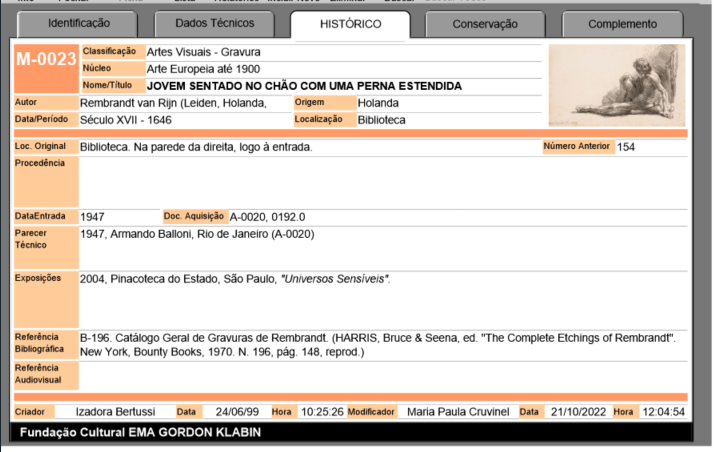 Identificação
Dados Técnicos
HISTÓRICO
Conservação
Complemento
M-0023
Classificação Artes Visuais - Gravura
Núcleo Arte Europeia até 1900
Nome/Título JOVEM SENTADO NO CHÃO COM UMA PERNA ESTENDIDA
Autor Rembrandt van Rijn (Leiden, Holanda, Origem Holanda
Data/Período Século XVII - 1646 Localização Biblioteca
Loc. Original Biblioteca. Na parede da direita, logo à entrada. Número Anterior 154
Procedência
DataEntrada 1947 Doc. Aquisição A-0020, 0192.0
Parecer 1947, Armando Balloni, Rio de Janeiro (A-0020)
Técnico
Exposições 2004, Pinacoteca do Estado, São Paulo, "Universos Sensíveis".
Referência B-196. Catálogo Geral de Gravuras de Rembrandt. (HARRIS, Bruce & Seena, ed. "The Complete Etchings of Rembrandt".
Bibliográfica New York, Bounty Books, 1970. N. 196, pág. 148, reprod.)
Referência
Audiovisual
Criador Izadora Bertussi Data 24/06/99 Hora 10:25:26 Modificador Maria Paula Cruvinel Data 21/10/2022 Hora 12:04:54
Fundação Cultural EMA GORDON KLABIN